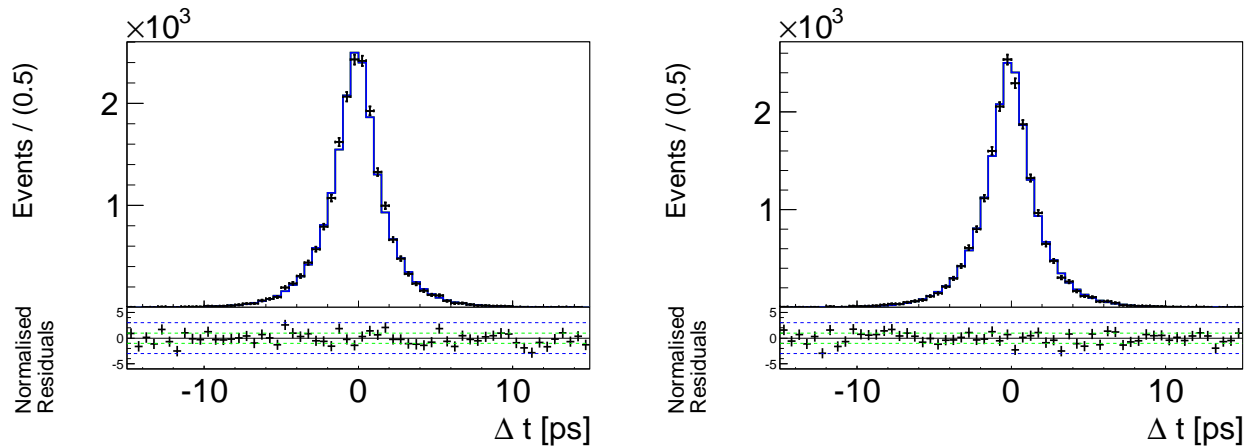 ×10³
Events / (0.5)
2
1
Normalised
Residuals
5
0
-5
-10
0
10
Δ t [ps]
×10³
Events / (0.5)
2
1
Normalised
Residuals
5
0
-5
-10
0
10
Δ t [ps]